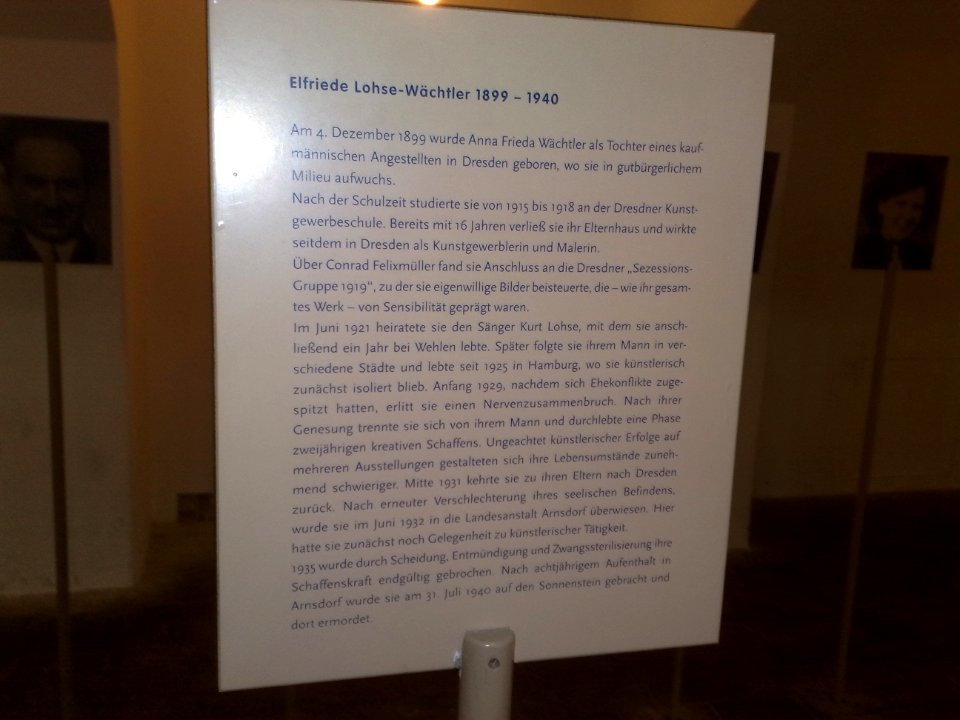 Elfriede Lohse-Wächtler 1899 – 1940
Am 4. Dezember 1899 wurde Anna Frieda Wächtler als Tochter eines kauf-
männischen Angestellten in Dresden geboren, wo sie in gutbürgerlichem
Milieu aufwuchs.
Nach der Schulzeit studierte sie von 1915 bis 1918 an der Dresdner Kunst-
gewerbeschule. Bereits mit 16 Jahren verließ sie ihr Elternhaus und wirkte
seitdem in Dresden als Kunstgewerblerin und Malerin.
Über Conrad Felixmüller fand sie Anschluss an die Dresdner „Sezessions-
Gruppe 1919“, zu der sie eigenwillige Bilder beisteuerte, die – wie ihr gesam-
tes Werk – von Sensibilität geprägt waren.
Im Juni 1921 heiratete sie den Sänger Kurt Lohse, mit dem sie ansch-
ließend ein Jahr bei Wehlen lebte. Später folgte sie ihrem Mann in ver-
schiedene Städte und lebte seit 1925 in Hamburg, wo sie künstlerisch
zunächst isoliert blieb. Anfang 1929, nachdem sich Ehekonflikte zuge-
spitzt hatten, erlitt sie einen Nervenzusammenbruch. Nach ihrer
Genesung trennte sie sich von ihrem Mann und durchlebte eine Phase
zweijährigen kreativen Schaffens. Ungeachtet künstlerischer Erfolge auf
mehreren Ausstellungen gestalteten sich ihre Lebensumstände zuneh-
mend schwieriger. Mitte 1931 kehrte sie zu ihren Eltern nach Dresden
zurück. Nach erneuter Verschlechterung ihres seelischen Befindens,
wurde sie im Juni 1932 in die Landesanstalt Arnsdorf überwiesen. Hier
hatte sie zunächst noch Gelegenheit zu künstlerischer Tätigkeit.
1935 wurde durch Scheidung, Entmündigung und Zwangssterilisierung ihre
Schaffenskraft endgültig gebrochen. Nach achtjährigem Aufenthalt in
Arnsdorf wurde sie am 31. Juli 1940 auf den Sonnenstein gebracht und
dort ermordet.